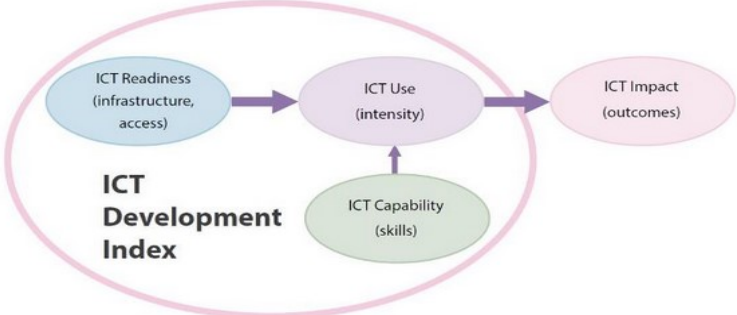 ICT Readiness
(infrastructure,
access)
ICT Use
(intensity)
ICT Impact
(outcomes)
ICT
Development
Index
ICT Capability
(skills)